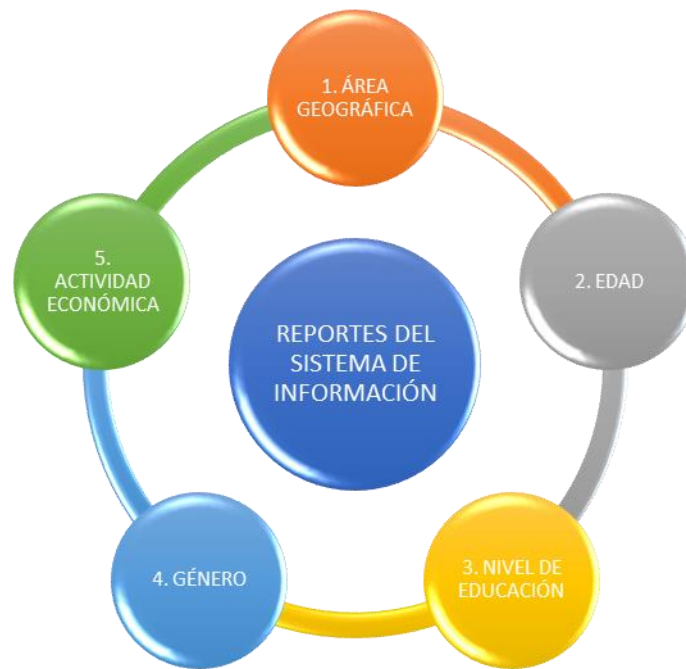 1. ÁREA
GEOGRÁFICA
2. EDAD
3. NIVEL DE
EDUCACIÓN
4. GÉNERO
5.
ACTIVIDAD
ECONÓMICA
REPORTES DEL
SISTEMA DE
INFORMACIÓN